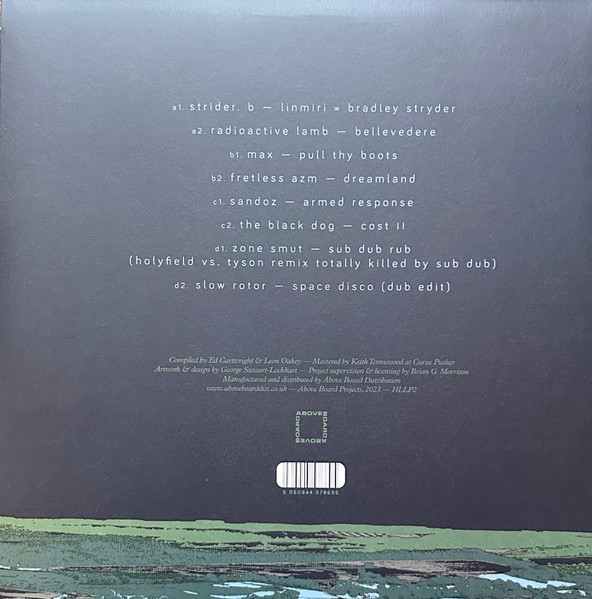 a1. strider. b — linmiri = bradley stryder
a2. radioactive lamb — bellevedere
b1. max — pull thy boots
b2. fretless azm — dreamland
c1. sandoz — armed response
c2. the black dog — cost II
d1. zone smut — sub dub rub
(holyfield vs. tyson remix totally killed by sub dub)
d2. slow rotor — space disco (dub edit)
Compiled by Ed Cartwright & Leon Oakey — Mastered by Keith Tenniswood at Curve Pusher
Artwork & design by George Stewart-Lockhart — Project supervision & licensing by Brian G. Morrison
Manufactured and distributed by Above Board Distribution
www.aboveboarddist.co.uk — Above Board Projects, 2023 — HLLP2
ABOVE
BOARD
ABOVE
BOARD
5 060944 578695